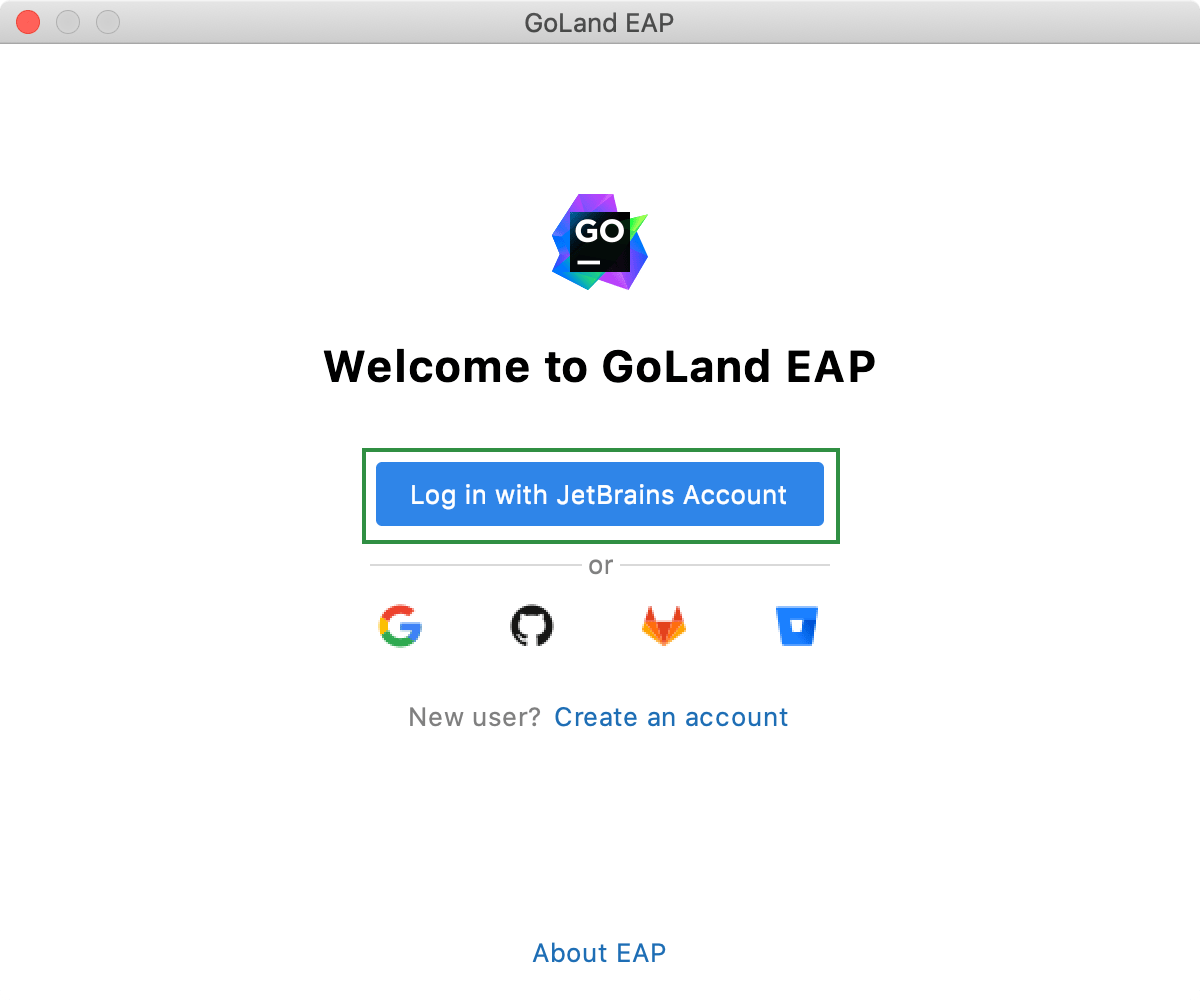 GoLand EAP
GO
Welcome to GoLand EAP
Log in with JetBrains Account
or
New user? Create an account
About EAP